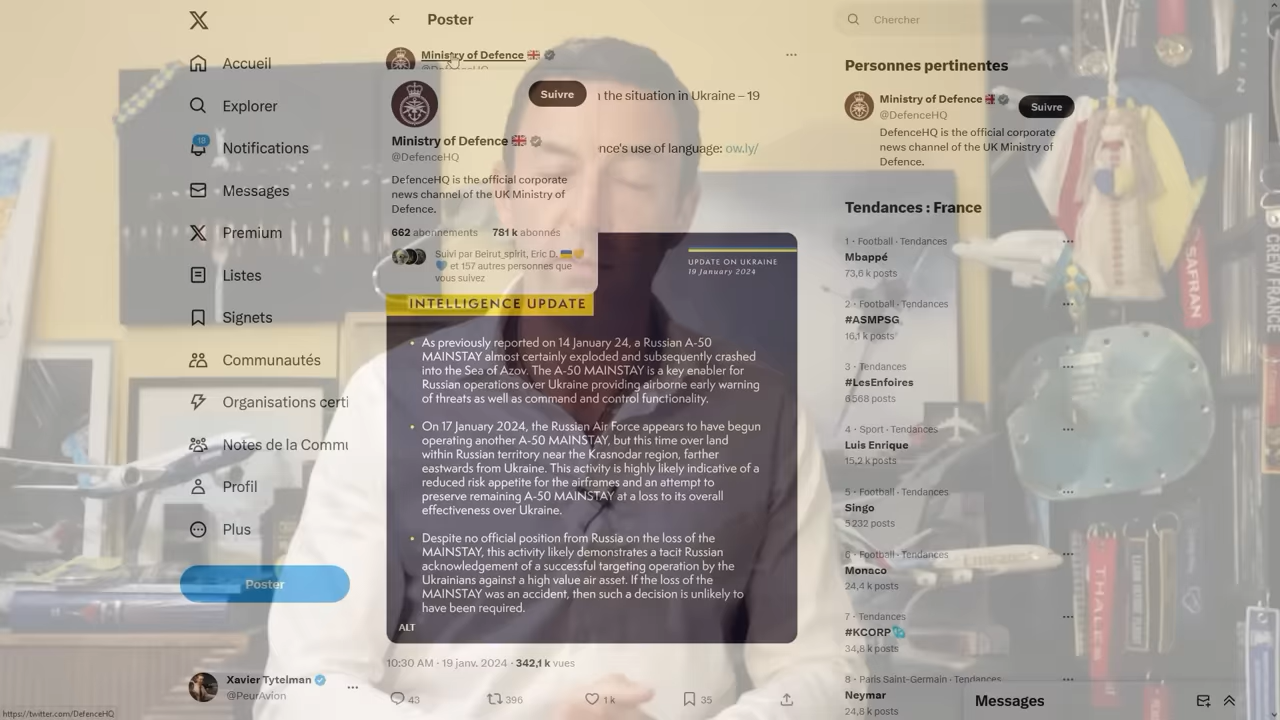 Poster
Chercher
Accueil
Explorer
Notifications
18
Messages
Premium
Listes
Signets
Communautés
Organisations certi
Notes de la Commu
Profil
Plus
Poster
Xavier Tytelman
@PeurAvion
https://twitter.com/DefenceHQ
Ministry of Defence
@DefenceHQ
Suivre
n the situation in Ukraine – 19
nce's use of language: ow.ly/
Ministry of Defence
@DefenceHQ
DefenceHQ is the official corporate
news channel of the UK Ministry of
Defence.
662 abonnements 781 k abonnés
Suivi par Beirut_spirit, Eric D.
et 157 autres personnes que
vous suivez
UPDATE ON UKRAINE
19 January 2024
INTELLIGENCE UPDATE
• As previously reported on 14 January 24, a Russian A-50
MAINSTAY almost certainly exploded and subsequently crashed
into the Sea of Azov. The A-50 MAINSTAY is a key enabler for
Russian operations over Ukraine providing airborne early warning
of threats as well as command and control functionality.
• On 17 January 2024, the Russian Air Force appears to have begun
operating another A-50 MAINSTAY, but this time over land
within Russian territory near the Krasnodar region, farther
eastwards from Ukraine. This activity is highly likely indicative of a
reduced risk appetite for the airframes and an attempt to
preserve remaining A-50 MAINSTAY at a loss to its overall
effectiveness over Ukraine.
• Despite no official position from Russia on the loss of the
MAINSTAY, this activity likely demonstrates a tacit Russian
acknowledgement of a successful targeting operation by the
Ukrainians against a high value air asset. If the loss of the
MAINSTAY was an accident, then such a decision is unlikely to
have been required.
ALT
10:30 AM · 19 janv. 2024 · 342,1 k vues
43 396 1 k 35
Personnes pertinentes
Ministry of Defence
@DefenceHQ
Suivre
DefenceHQ is the official corporate
news channel of the UK Ministry of
Defence.
Tendances : France
1 · Football · Tendances
Mbappé
73,6 k posts
2 · Football · Tendances
#ASMPSG
16,1 k posts
3 · Tendances
#LesEnfoires
6 568 posts
4 · Sport · Tendances
Luis Enrique
15,2 k posts
5 · Football · Tendances
Singo
5 232 posts
6 · Football · Tendances
Monaco
24,4 k posts
7 · Tendances
#KCORP
34,8 k posts
8 · Paris Saint-Germain · Tendances
Neymar
24,8 k posts
Messages
SAFRAN
THALES